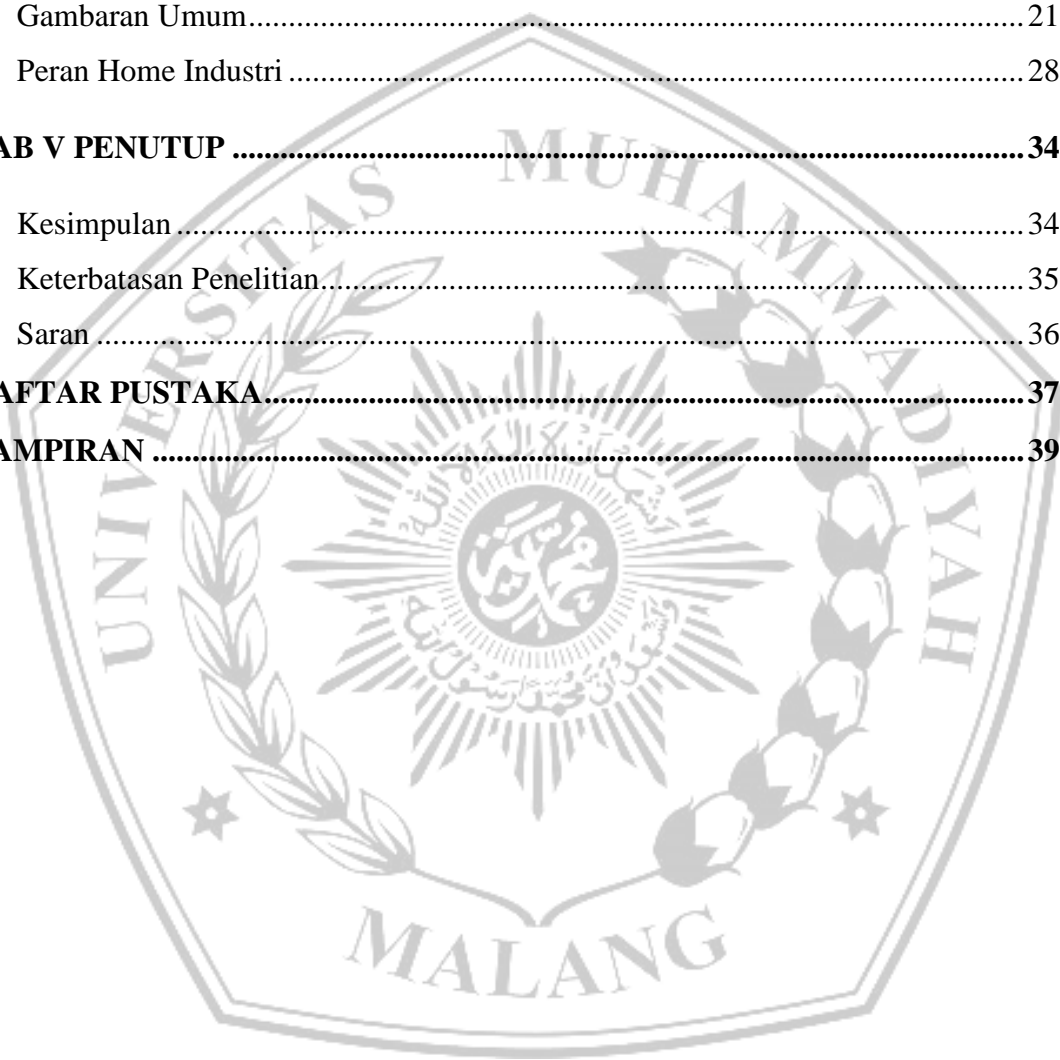 Gambaran Umum........................................................................................................21
Peran Home Industri...................................................................................................28
AB V PENUTUP ........................................................................................................34
Kesimpulan.................................................................................................................34
Keterbatasan Penelitian..............................................................................................35
Saran...........................................................................................................................36
AFTAR PUSTAKA.....................................................................................................37
AMPIRAN ..................................................................................................................39
UNIVERSITAS MUHAMMADIYAH
MALANG